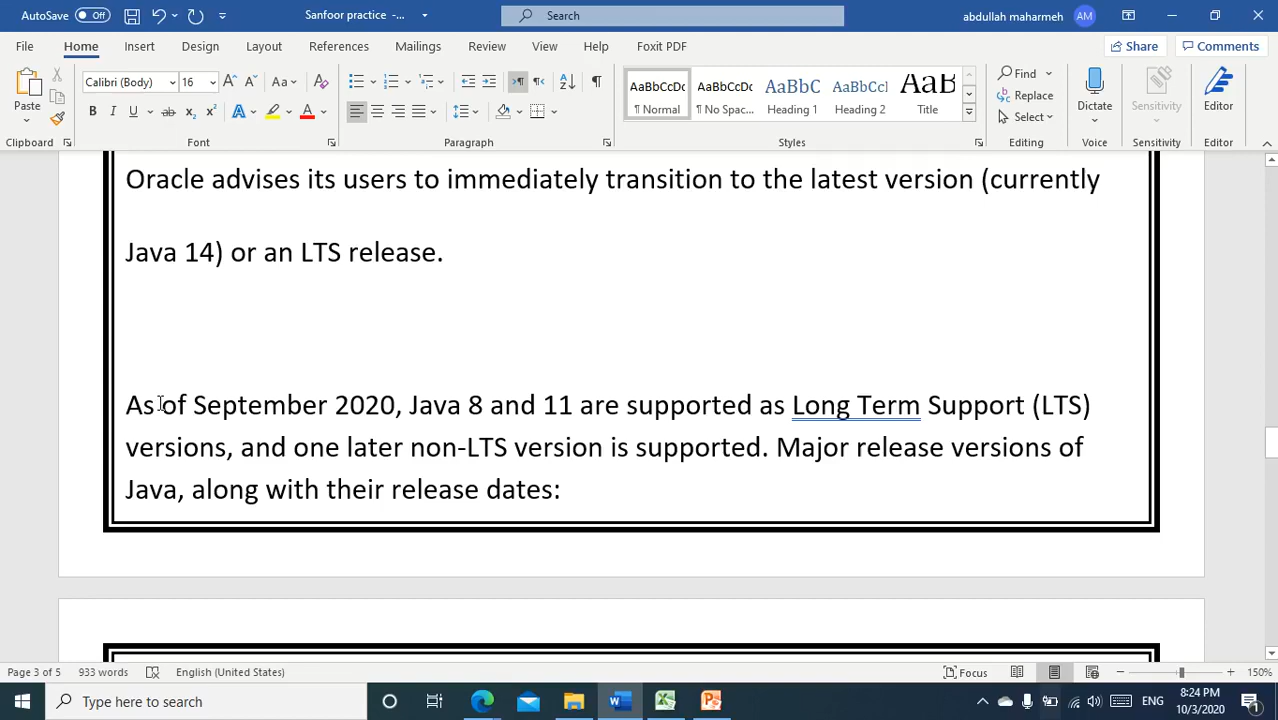 AutoSave Off Sanfoor practice -... Search abdullah maharmeh AM
File Home Insert Design Layout References Mailings Review View Help Foxit PDF Share Comments
Calibri (Body) 16 Aa AaBbCcDc AaBbCcDc AaBbC AaBbCcI AaB Find
Paste Replace Dictate Sensitivity Editor
B I U ab x₂ x² A A ¶ Normal ¶ No Spac... Heading 1 Heading 2 Title Select
Clipboard Font Paragraph Styles Editing Voice Sensitivity Editor
Oracle advises its users to immediately transition to the latest version (currently
Java 14) or an LTS release.
As of September 2020, Java 8 and 11 are supported as Long Term Support (LTS)
versions, and one later non-LTS version is supported. Major release versions of
Java, along with their release dates:
Page 3 of 5 933 words English (United States) Focus 150%
Type here to search ENG 8:24 PM
10/3/2020 1